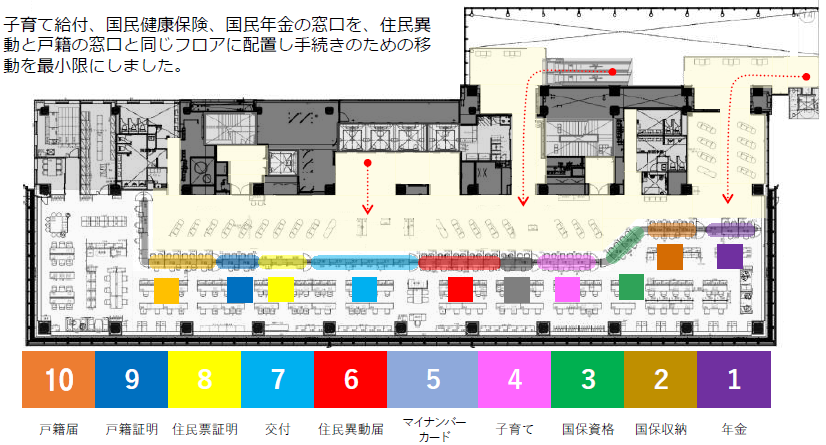 子育て給付、国民健康保険、国民年金の窓口を、住民異
動と戸籍の窓口と同じフロアに配置し手続きのための移
動を最小限にしました。
10 9 8 7 6 5 4 3 2 1
戸籍届 戸籍証明 住民票証明 交付 住民異動届 マイナンバー 子育て 国保資格 国保収納 年金
カード